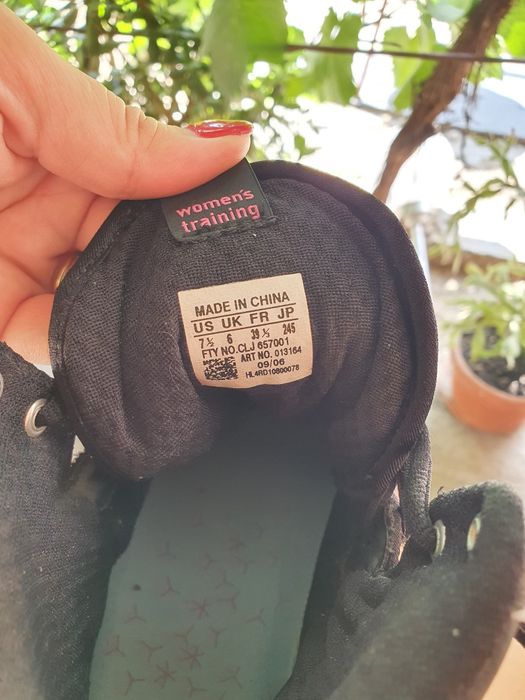 women's
training
MADE IN CHINA
US UK FR JP
7½ 6 39⅓ 245
FTY NO.CLJ 657001
ART NO. 013164
09/06
HL4RD10800078